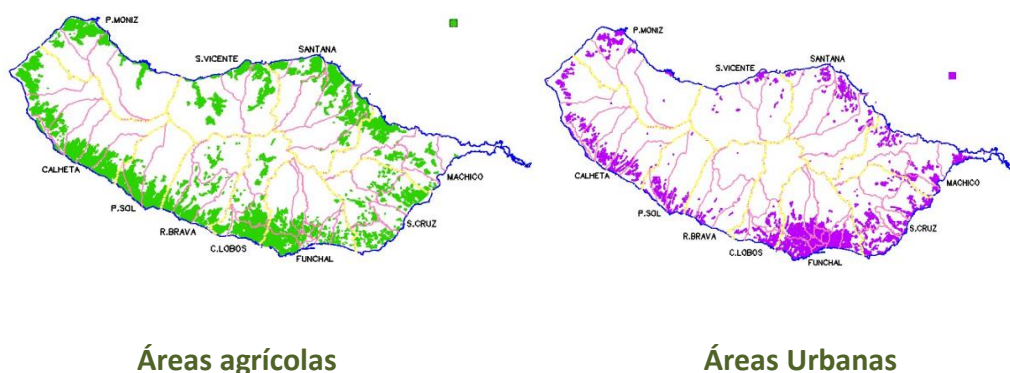 P.MONIZ
S.VICENTE
SANTANA
CALHETA
MACHICO
P.SOL
R.BRAVA
S.CRUZ
C.LOBOS
FUNCHAL
Áreas agrícolas
P.MONIZ
S.VICENTE
SANTANA
CALHETA
MACHICO
P.SOL
R.BRAVA
S.CRUZ
C.LOBOS
FUNCHAL
Áreas Urbanas